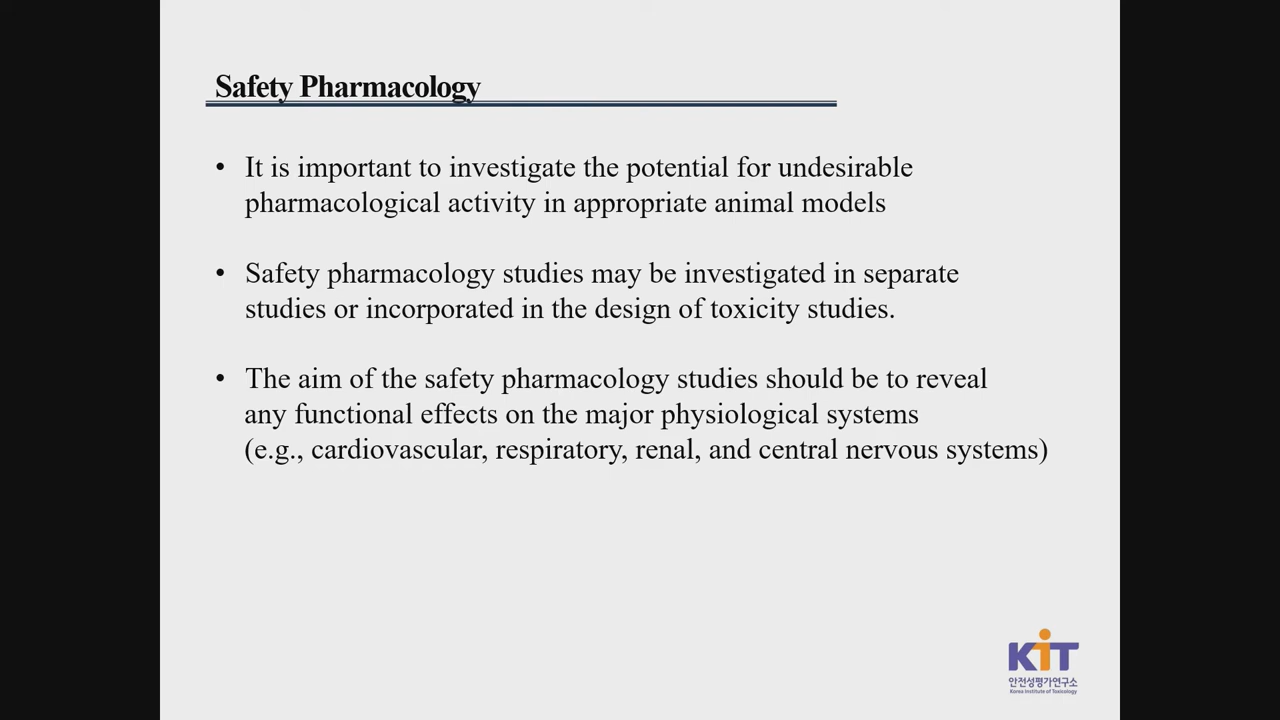 Safety Pharmacology
• It is important to investigate the potential for undesirable
pharmacological activity in appropriate animal models
• Safety pharmacology studies may be investigated in separate
studies or incorporated in the design of toxicity studies.
• The aim of the safety pharmacology studies should be to reveal
any functional effects on the major physiological systems
(e.g., cardiovascular, respiratory, renal, and central nervous systems)
KiT
안전성평가연구소
Korea Institute of Toxicology